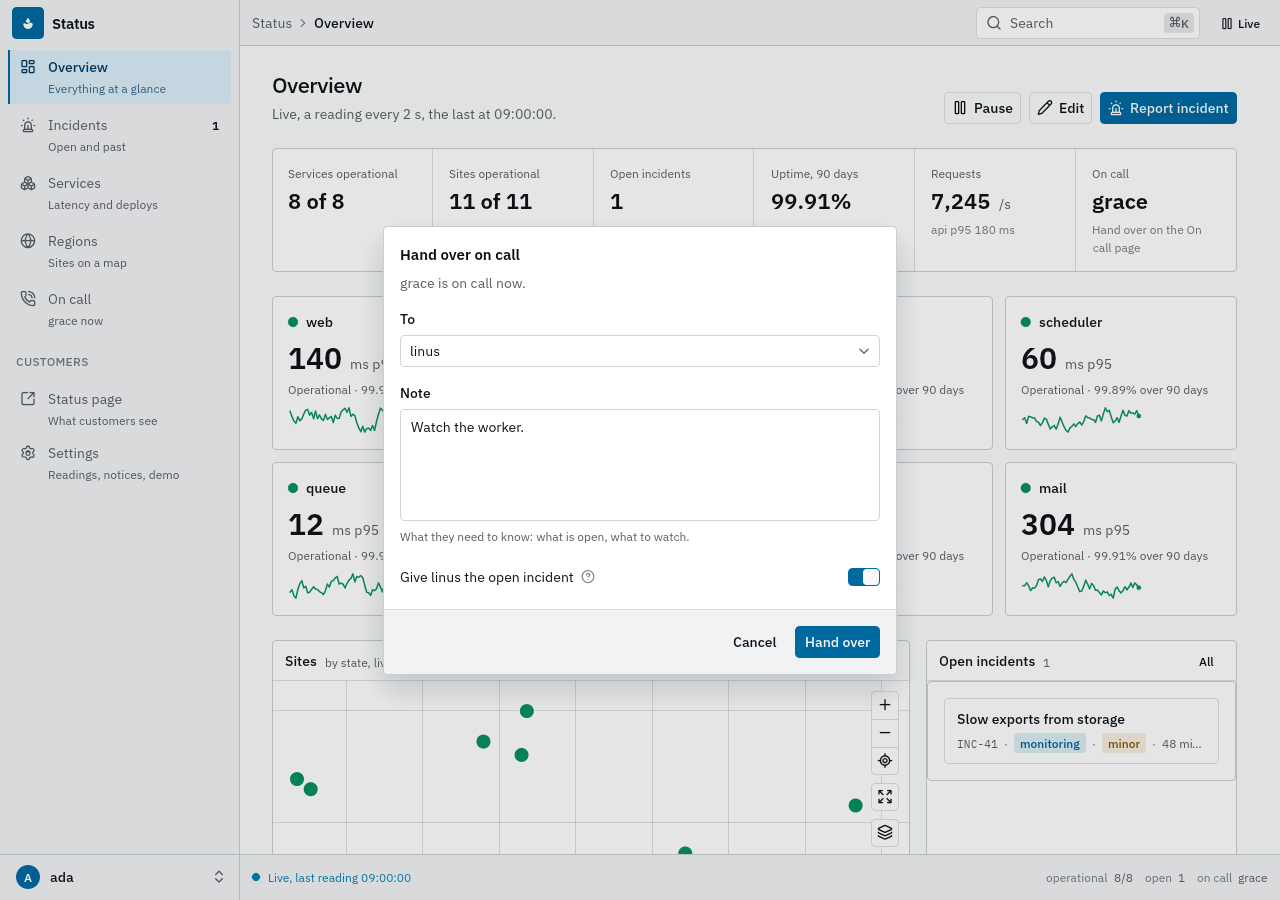 Status
Overview
Everything at a glance
Incidents 1
Open and past
Services
Latency and deploys
Regions
Sites on a map
On call
grace now
CUSTOMERS
Status page
What customers see
Settings
Readings, notices, demo
ada
Status > Overview
Search ⌘K
Live
Overview
Live, a reading every 2 s, the last at 09:00:00.
Pause
Edit
Report incident
Services operational
8 of 8
Sites operational
11 of 11
Open incidents
1
Uptime, 90 days
99.91%
Requests
7,245 /s
api p95 180 ms
On call
grace
Hand over on the On
call page
web
140 ms
Operational ·
over 90 days
scheduler
60 ms p95
Operational · 99.89% over 90 days
queue
12 ms p95
Operational ·
over 90 days
mail
304 ms p95
Operational · 99.91% over 90 days
Hand over on call
grace is on call now.
To
linus
Note
Watch the worker.
What they need to know: what is open, what to watch.
Give linus the open incident
Cancel
Hand over
Sites by state,
Open incidents 1
All
Slow exports from storage
INC-41 · monitoring · minor · 48 mi…
Live, last reading 09:00:00
operational 8/8 open 1 on call grace